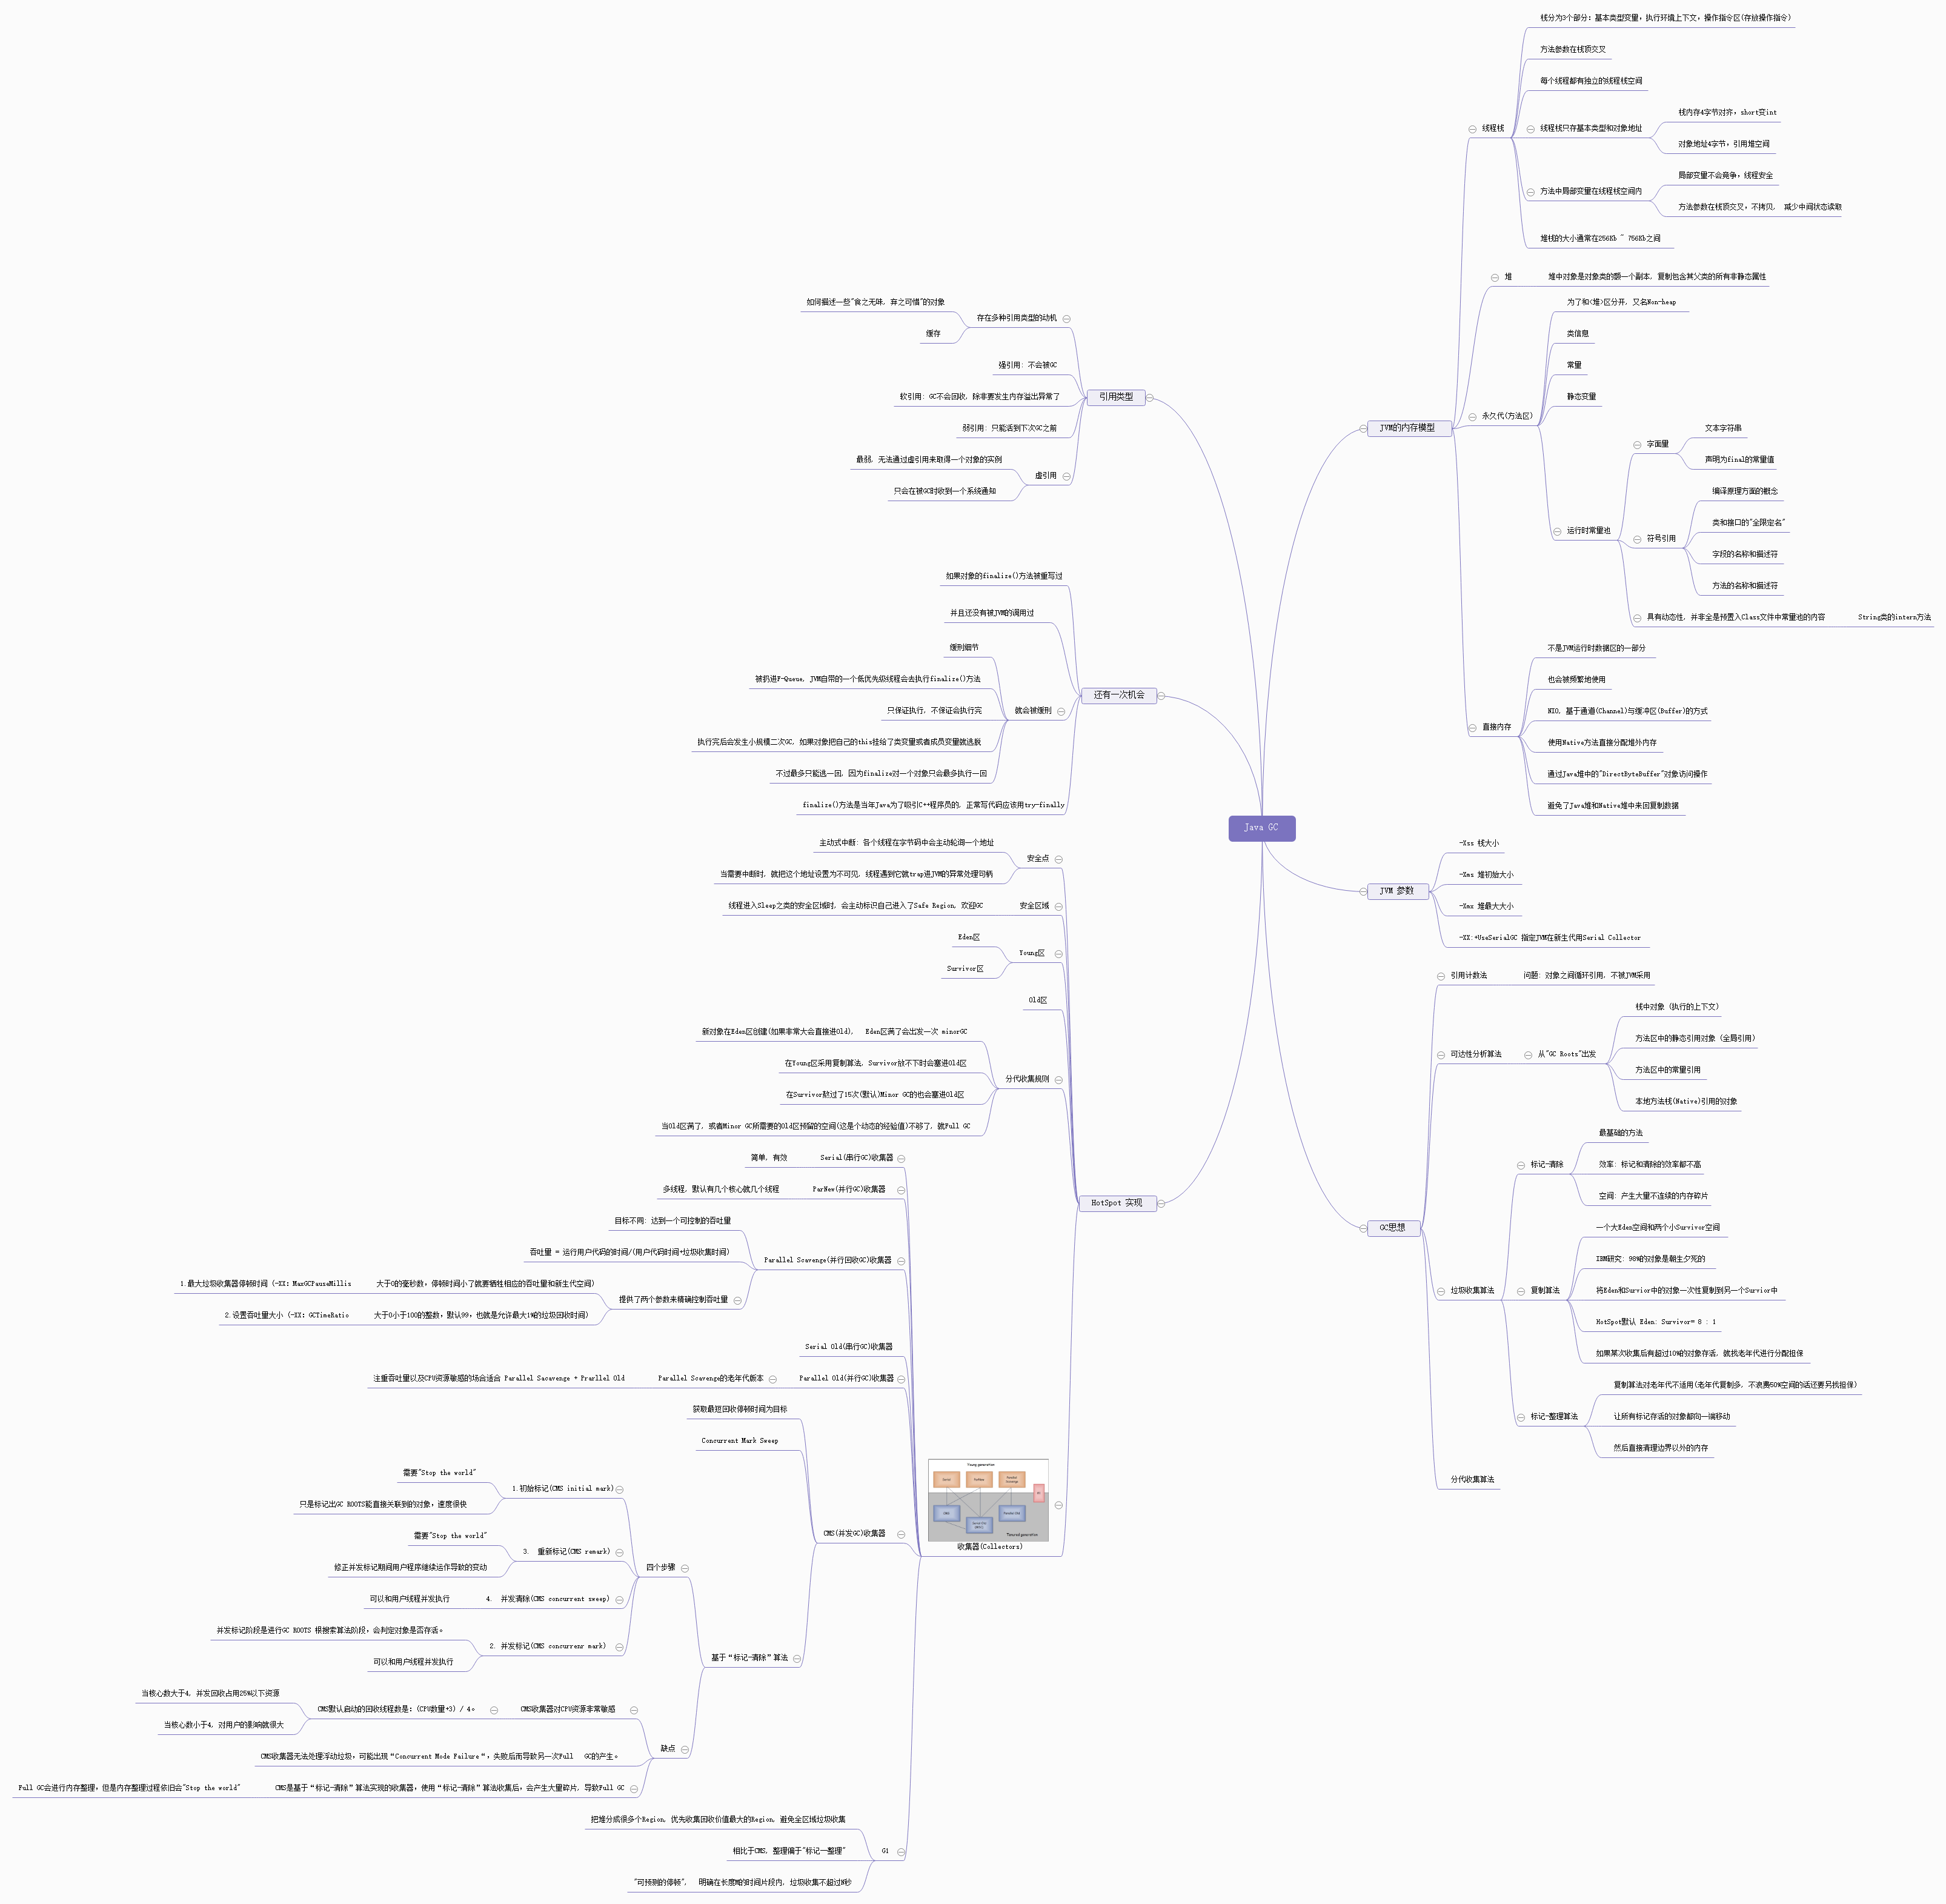 Java GC
JVM的内存模型
线程栈
栈分为3个部分：基本类型变量，执行环境上下文，操作指令区(存放操作指令)
方法参数在栈顶交叉
每个线程都有独立的线程栈空间
线程栈只存基本类型和对象地址
栈内存4字节对齐，short变int
对象地址4字节，引用堆空间
方法中局部变量在线程栈空间内
局部变量不会竞争，线程安全
方法参数在栈顶交叉，不拷贝， 减少中间状态读取
堆栈的大小通常在256Kb ~ 756Kb之间
堆
堆中对象是对象类的额一个副本, 复制包含其父类的所有非静态属性
永久代(方法区)
为了和<堆>区分开, 又名Non-heap
类信息
常量
静态变量
运行时常量池
字面量
文本字符串
声明为final的常量值
符号引用
编译原理方面的概念
类和接口的"全限定名"
字段的名称和描述符
方法的名称和描述符
具有动态性, 并非全是预置入Class文件中常量池的内容
String类的intern方法
直接内存
不是JVM运行时数据区的一部分
也会被频繁地使用
NIO, 基于通道(Channel)与缓冲区(Buffer)的方式
使用Native方法直接分配堆外内存
通过Java堆中的"DirectByteBuffer"对象访问操作
避免了Java堆和Native堆中来回复制数据
JVM 参数
-Xss 栈大小
-Xms 堆初始大小
-Xmx 堆最大大小
-XX:+UseSerialGC 指定JVM在新生代用Serial Collector
GC思想
引用计数法
问题: 对象之间循环引用, 不被JVM采用
可达性分析算法
从"GC Roots"出发
栈中对象 (执行的上下文)
方法区中的静态引用对象 (全局引用)
方法区中的常量引用
本地方法栈(Native)引用的对象
垃圾收集算法
标记-清除
最基础的方法
效率: 标记和清除的效率都不高
空间: 产生大量不连续的内存碎片
复制算法
一个大Eden空间和两个小Survivor空间
IBM研究: 98%的对象是朝生夕死的
将Eden和Survior中的对象一次性复制到另一个Survior中
HotSpot默认 Eden: Survivor= 8 : 1
如果某次收集后有超过10%的对象存活, 就找老年代进行分配担保
标记-整理算法
复制算法对老年代不适用(老年代复制多, 不浪费50%空间的话还要另找担保)
让所有标记存活的对象都向一端移动
然后直接清理边界以外的内存
分代收集算法
引用类型
存在多种引用类型的动机
如何描述一些"食之无味, 弃之可惜"的对象
缓存
强引用: 不会被GC
软引用: GC不会回收, 除非要发生内存溢出异常了
弱引用: 只能活到下次GC之前
虚引用
最弱, 无法通过虚引用来取得一个对象的实例
只会在被GC时收到一个系统通知
还有一次机会
如果对象的finalize()方法被重写过
并且还没有被JVM的调用过
就会被缓刑
缓刑细节
被扔进F-Queue, JVM自带的一个低优先级线程会去执行finalize()方法
只保证执行, 不保证会执行完
执行完后会发生小规模二次GC, 如果对象把自己的this挂给了类变量或者成员变量就逃脱
不过最多只能逃一回, 因为finalize对一个对象只会最多执行一回
finalize()方法是当年Java为了吸引C++程序员的, 正常写代码应该用try-finally
HotSpot 实现
安全点
主动式中断: 各个线程在字节码中会主动轮询一个地址
当需要中断时, 就把这个地址设置为不可见, 线程遇到它就trap进JVM的异常处理句柄
安全区域
线程进入Sleep之类的安全区域时, 会主动标识自己进入了Safe Region, 欢迎GC
Young区
Eden区
Survivor区
Old区
分代收集规则
新对象在Eden区创建(如果非常大会直接进Old), Eden区满了会出发一次 minorGC
在Young区采用复制算法, Survivor放不下时会塞进Old区
在Survivor熬过了15次(默认)Minor GC的也会塞进Old区
当Old区满了, 或者Minor GC所需要的Old区预留的空间(这是个动态的经验值)不够了, 就Full GC
收集器(Collectors)
Young generation
Serial
ParNew
Parallel Scavenge
G1
CMS
Serial Old (MSC)
Parallel Old
Tenured generation
Serial(串行GC)收集器
简单, 有效
ParNew(并行GC)收集器
多线程, 默认有几个核心就几个线程
Parallel Scavenge(并行回收GC)收集器
目标不同: 达到一个可控制的吞吐量
吞吐量 = 运行用户代码的时间/(用户代码时间+垃圾收集时间)
提供了两个参数来精确控制吞吐量
1.最大垃圾收集器停顿时间 (-XX: MaxGCPauseMillis 大于0的毫秒数，停顿时间小了就要牺牲相应的吞吐量和新生代空间)
2.设置吞吐量大小 (-XX: GCTimeRatio 大于0小于100的整数，默认99，也就是允许最大1%的垃圾回收时间)
Serial Old(串行GC)收集器
Parallel Old(并行GC)收集器
Parallel Scavenge的老年代版本
注重吞吐量以及CPU资源敏感的场合适合 Parallel Sacavenge + Prarllel Old
CMS(并发GC)收集器
获取最短回收停顿时间为目标
Concurrent Mark Sweep
基于“标记-清除”算法
四个步骤
1.初始标记(CMS initial mark)
需要"Stop the world"
只是标记出GC ROOTS能直接关联到的对象，速度很快
3. 重新标记(CMS remark)
需要"Stop the world"
修正并发标记期间用户程序继续运作导致的变动
4. 并发清除(CMS concurrent sweep)
可以和用户线程并发执行
2. 并发标记(CMS concurrenr mark)
并发标记阶段是进行GC ROOTS 根搜索算法阶段，会判定对象是否存活。
可以和用户线程并发执行
缺点
CMS收集器对CPU资源非常敏感
CMS默认启动的回收线程数是：(CPU数量+3) / 4。
当核心数大于4, 并发回收占用25%以下资源
当核心数小于4, 对用户的影响就很大
CMS收集器无法处理浮动垃圾，可能出现“Concurrent Mode Failure“，失败后而导致另一次Full GC的产生。
CMS是基于“标记-清除”算法实现的收集器，使用“标记-清除”算法收集后，会产生大量碎片, 导致Full GC
Full GC会进行内存整理，但是内存整理过程依旧会"Stop the world"
G1
把堆分成很多个Region, 优先收集回收价值最大的Region, 避免全区域垃圾收集
相比于CMS, 整理偏于"标记一整理"
"可预测的停顿", 明确在长度M的时间片段内, 垃圾收集不超过N秒